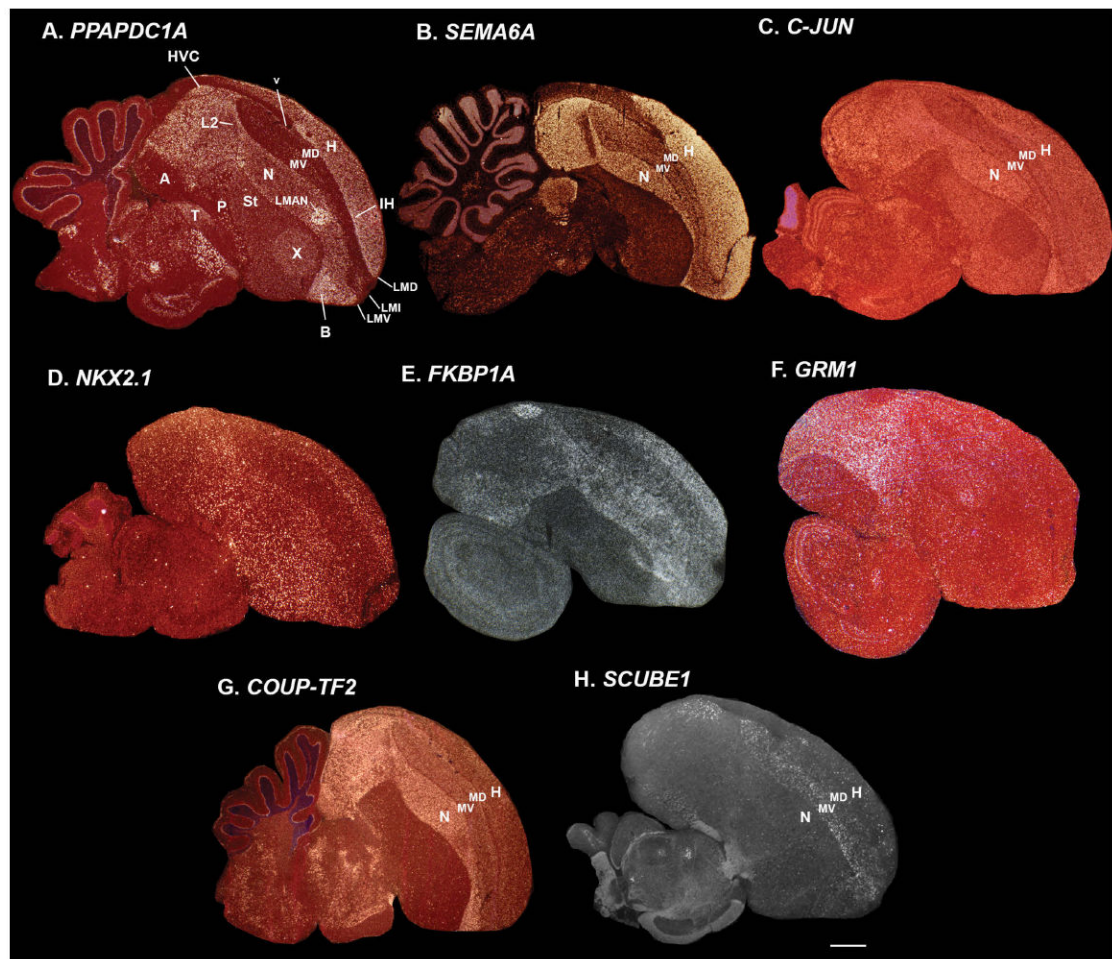 A. PPAPDC1A
B. SEMA6A
C. C-JUN
HVC
v
L2
MD
H
MV
N
A
T
P
St
LMAN
IH
X
LMD
LMI
LMV
B
N
MV
MD
H
N
MV
MD
H
D. NKX2.1
E. FKBP1A
F. GRM1
G. COUP-TF2
H. SCUBE1
N
MV
MD
H
N
MV
MD
H